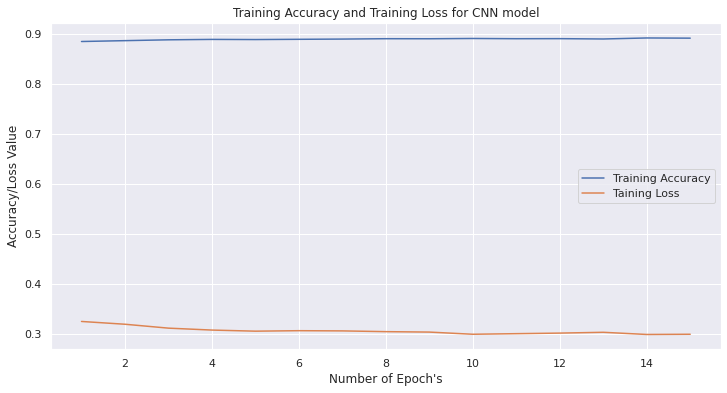 Training Accuracy and Training Loss for CNN model
0.9
0.8
0.7
0.6
0.5
0.4
0.3
Accuracy/Loss Value
Training Accuracy
Taining Loss
2 4 6 8 10 12 14
Number of Epoch's